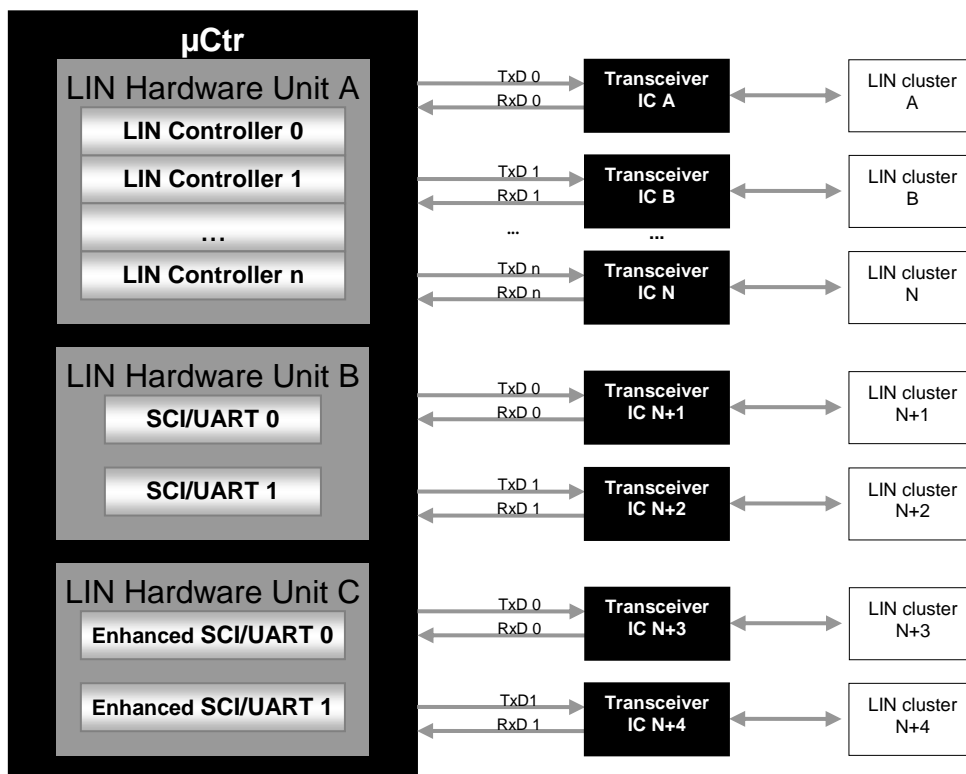 µCtr
LIN Hardware Unit A
LIN Controller 0
LIN Controller 1
...
LIN Controller n
TxD 0
RxD 0
Transceiver
IC A
LIN cluster
A
TxD 1
RxD 1
Transceiver
IC B
LIN cluster
B
...
...
TxD n
RxD n
Transceiver
IC N
LIN cluster
N
LIN Hardware Unit B
SCI/UART 0
SCI/UART 1
TxD 0
RxD 0
Transceiver
IC N+1
LIN cluster
N+1
TxD 1
RxD 1
Transceiver
IC N+2
LIN cluster
N+2
LIN Hardware Unit C
Enhanced SCI/UART 0
Enhanced SCI/UART 1
TxD 0
RxD 0
Transceiver
IC N+3
LIN cluster
N+3
TxD1
RxD 1
Transceiver
IC N+4
LIN cluster
N+4